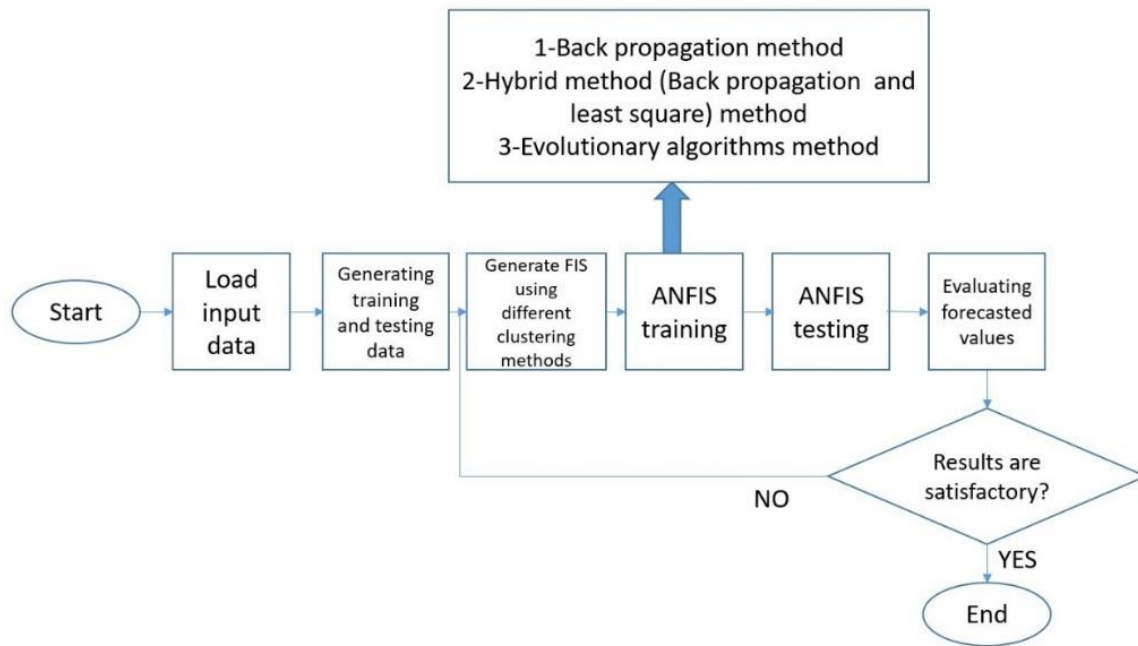 1-Back propagation method
2-Hybrid method (Back propagation and
least square) method
3-Evolutionary algorithms method
Start
Load
input
data
Generating
training
and testing
data
Generate FIS
using
different
clustering
methods
ANFIS
training
ANFIS
testing
Evaluating
forecasted
values
Results are
satisfactory?
NO
YES
End